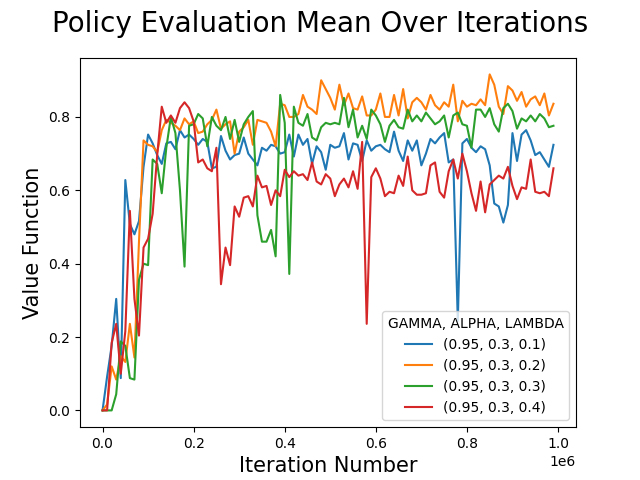 Policy Evaluation Mean Over Iterations
Value Function
0.8
0.6
0.4
0.2
0.0
GAMMA, ALPHA, LAMBDA
(0.95, 0.3, 0.1)
(0.95, 0.3, 0.2)
(0.95, 0.3, 0.3)
(0.95, 0.3, 0.4)
0.0 0.2 0.4 0.6 0.8 1.0
1e6
Iteration Number